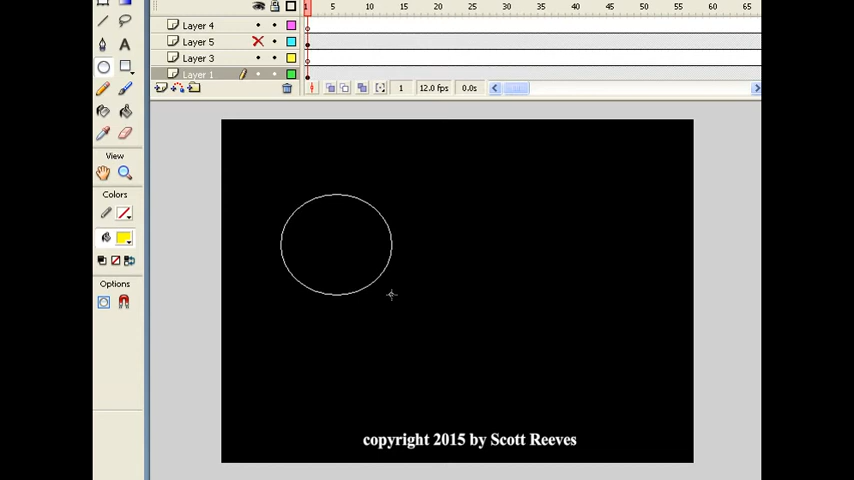 1 5 10 15 20 25 30 35 40 45 50 55 60 65
Layer 4
Layer 5
Layer 3
Layer 1
1 12.0 fps 0.0s
A
View
Colors
Options
copyright 2015 by Scott Reeves